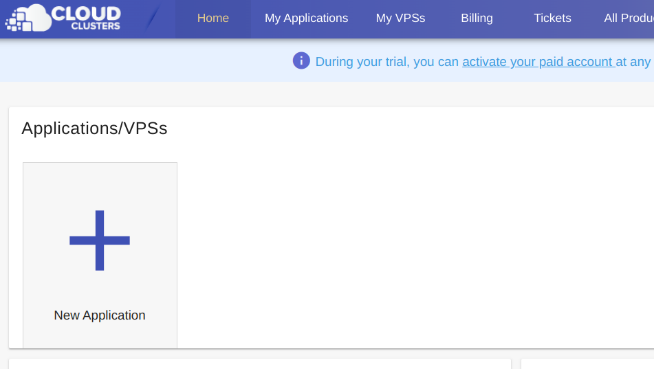 CLOUD
CLUSTERS
Home My Applications My VPSs Billing Tickets All
During your trial, you can activate your paid account at any
Applications/VPSs
New Application